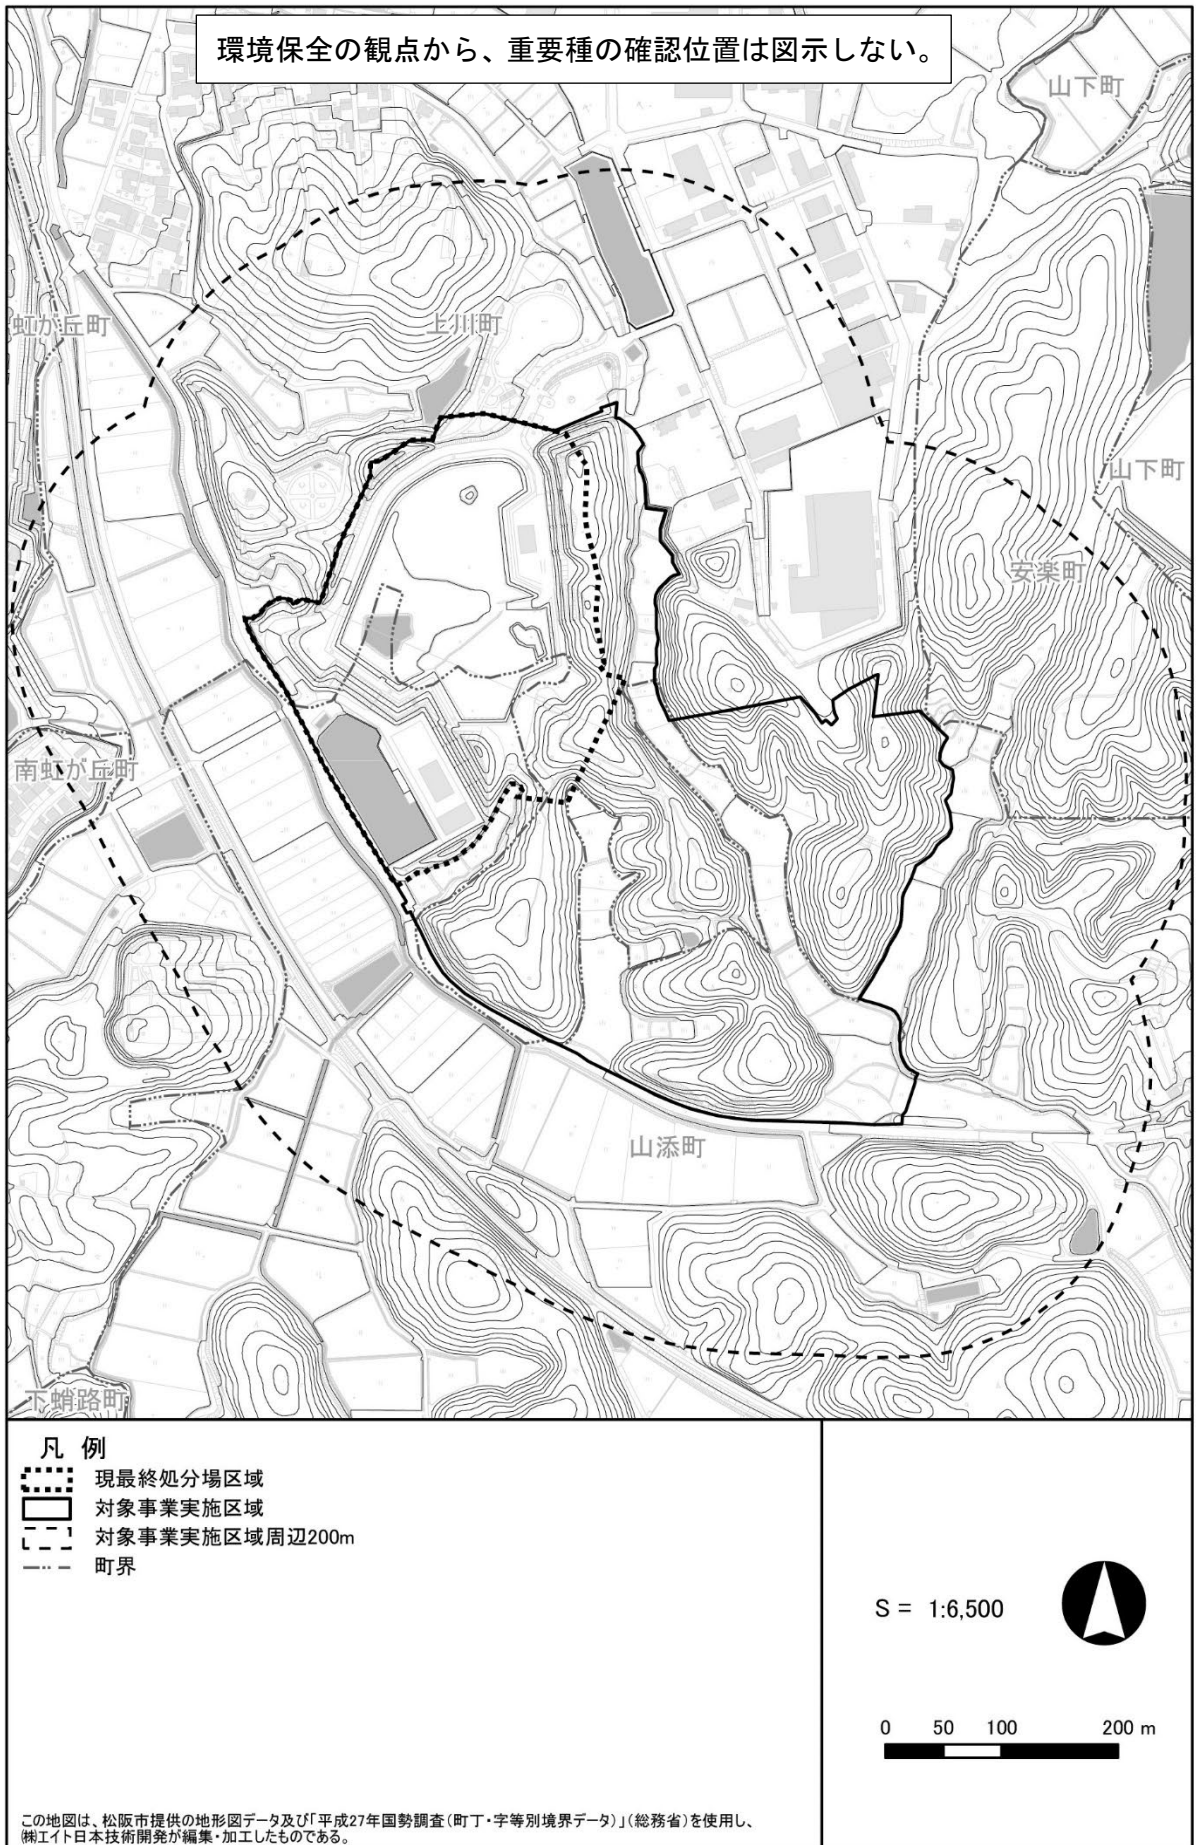 環境保全の観点から、重要種の確認位置は図示しない。
山下町
虹が丘町
上川町
山下町
安楽町
南虹が丘町
山添町
下蛸路町
凡 例
現最終処分場区域
対象事業実施区域
対象事業実施区域周辺200m
町界
S = 1:6,500
0 50 100 200 m
この地図は、松阪市提供の地形図データ及び「平成27年国勢調査(町丁・字等別境界データ)」(総務省)を使用し、
㈱エイト日本技術開発が編集・加工したものである。